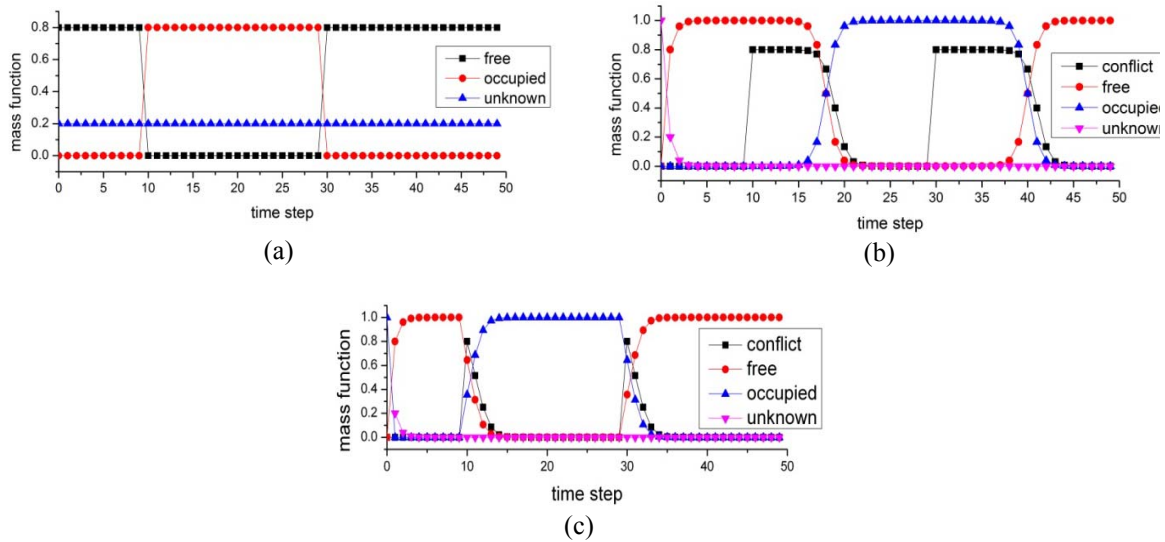 0.8
0.6
0.4
0.2
0.0
mass function
free
occupied
unknown
0 5 10 15 20 25 30 35 40 45 50
time step
(a)
1.0
0.8
0.6
0.4
0.2
0.0
mass function
conflict
free
occupied
unknown
0 5 10 15 20 25 30 35 40 45 50
time step
(b)
1.0
0.8
0.6
0.4
0.2
0.0
mass function
conflict
free
occupied
unknown
0 10 20 30 40 50
time step
(c)